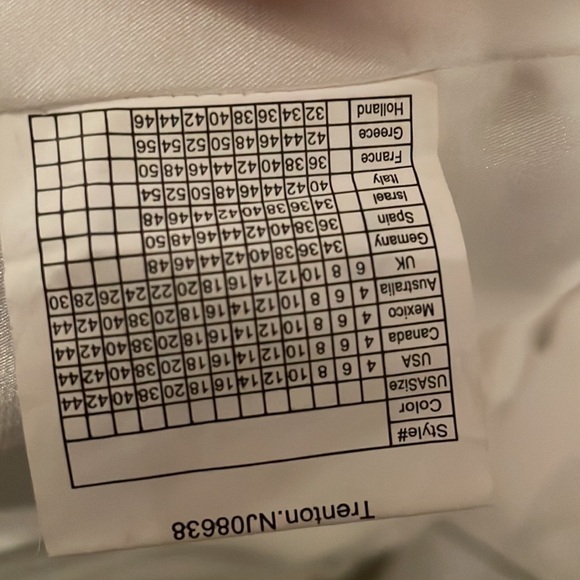 Trenton.NJ08638
Style#
Color
USASize
USA 4 6 8 10 12 14 16 18 20 38 40 42 44
Canada 4 6 8 10 12 14 16 18 20 38 40 42 44
Mexico 4 6 8 10 12 14 16 18 20 38 40 42 44
Australia 4 6 8 10 12 14 16 18 20 38 40 42 44
UK 6 8 10 12 14 16 18 20 22 24 26 28 30
Gemany 34 36 38 40 42 44 46 48
Spain 36 38 40 42 44 46 48 50
Israel 34 36 38 40 42 44 46 48
Italy 40 42 44 46 48 50 52 54
France 36 38 40 42 44 46 48 50
Greece 42 44 46 48 50 52 54 56
Holland 32 34 36 38 40 42 44 46